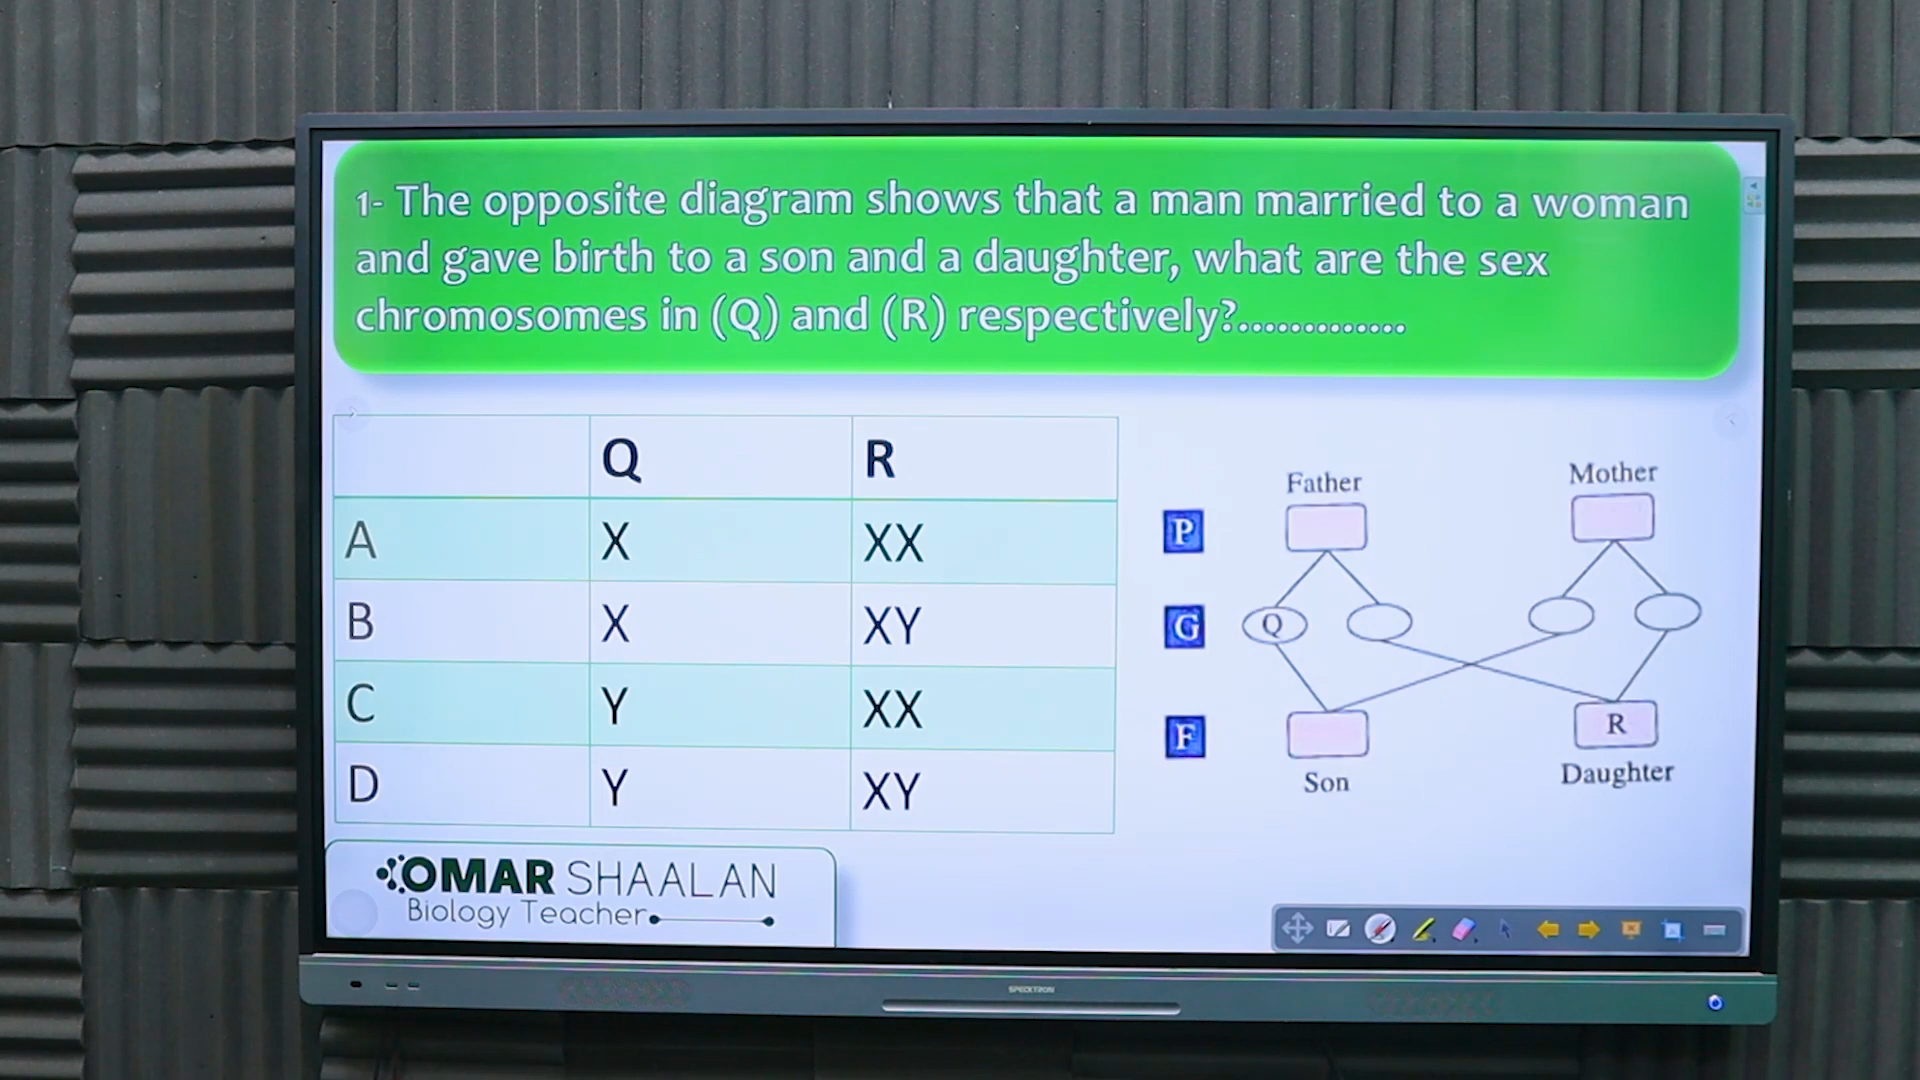 1- The opposite diagram shows that a man married to a woman
and gave birth to a son and a daughter, what are the sex
chromosomes in (Q) and (R) respectively?.............
Q R
A X XX
B X XY
C Y XX
D Y XY
Father Mother
P
G Q
F R
Son Daughter
OMAR SHAALAN
Biology Teacher
SPECKTRON